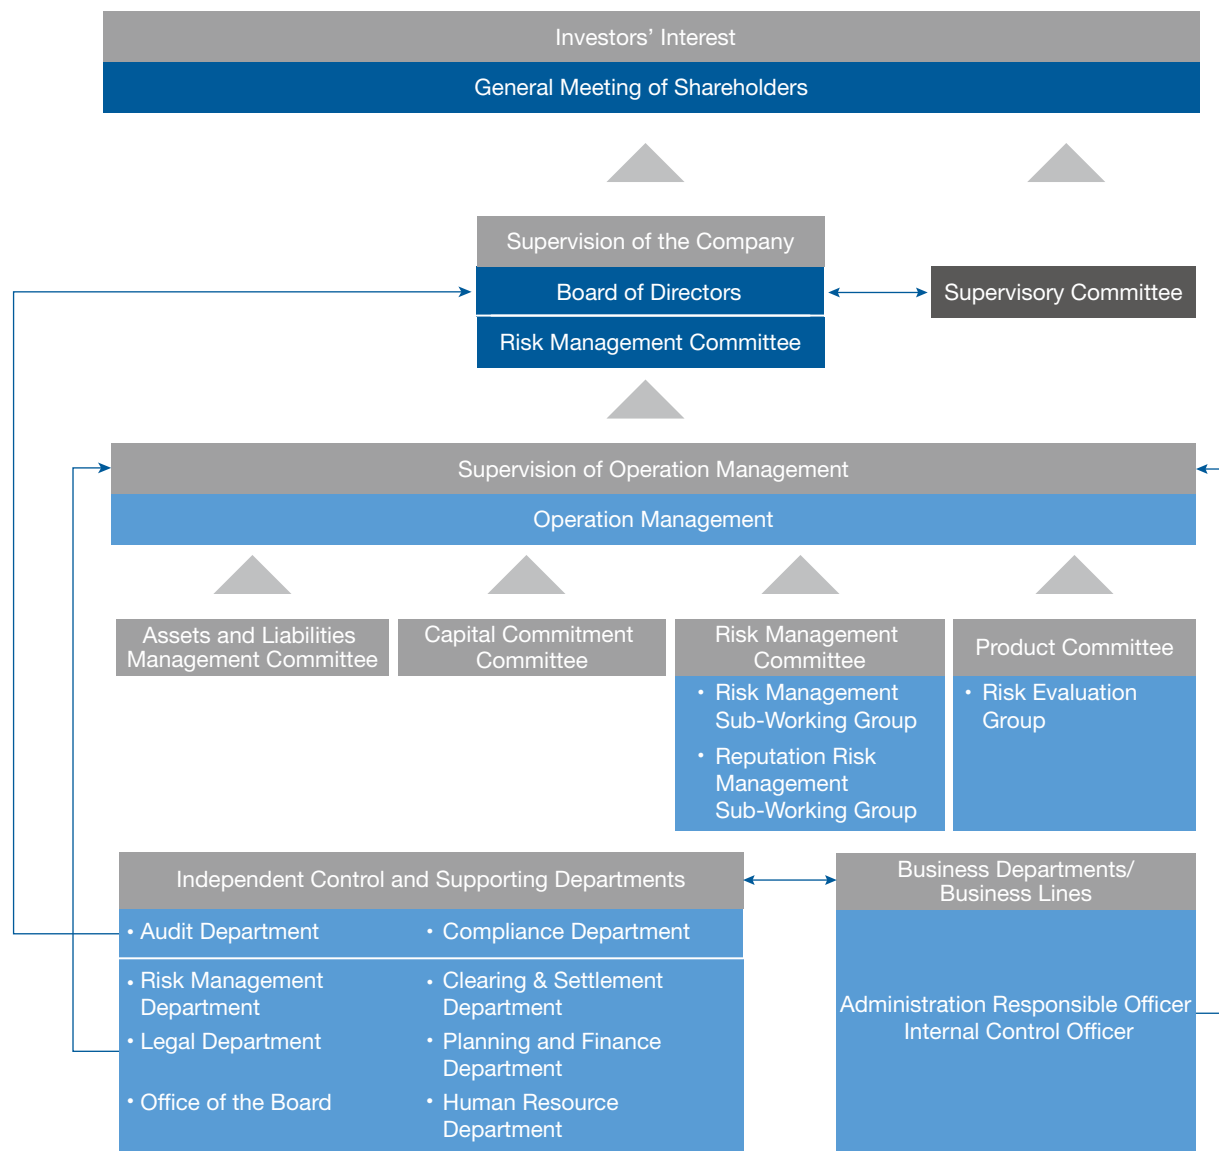 Investors’ Interest
General Meeting of Shareholders
Supervision of the Company
Board of Directors
Supervisory Committee
Risk Management Committee
Supervision of Operation Management
Operation Management
Assets and Liabilities
Management Committee
Capital Commitment
Committee
Risk Management
Committee
• Risk Management
Sub-Working Group
• Reputation Risk
Management
Sub-Working Group
Product Committee
• Risk Evaluation
Group
Independent Control and Supporting Departments
• Audit Department
• Compliance Department
• Risk Management
Department
• Clearing & Settlement
Department
• Legal Department
• Planning and Finance
Department
• Office of the Board
• Human Resource
Department
Business Departments/
Business Lines
Administration Responsible Officer
Internal Control Officer